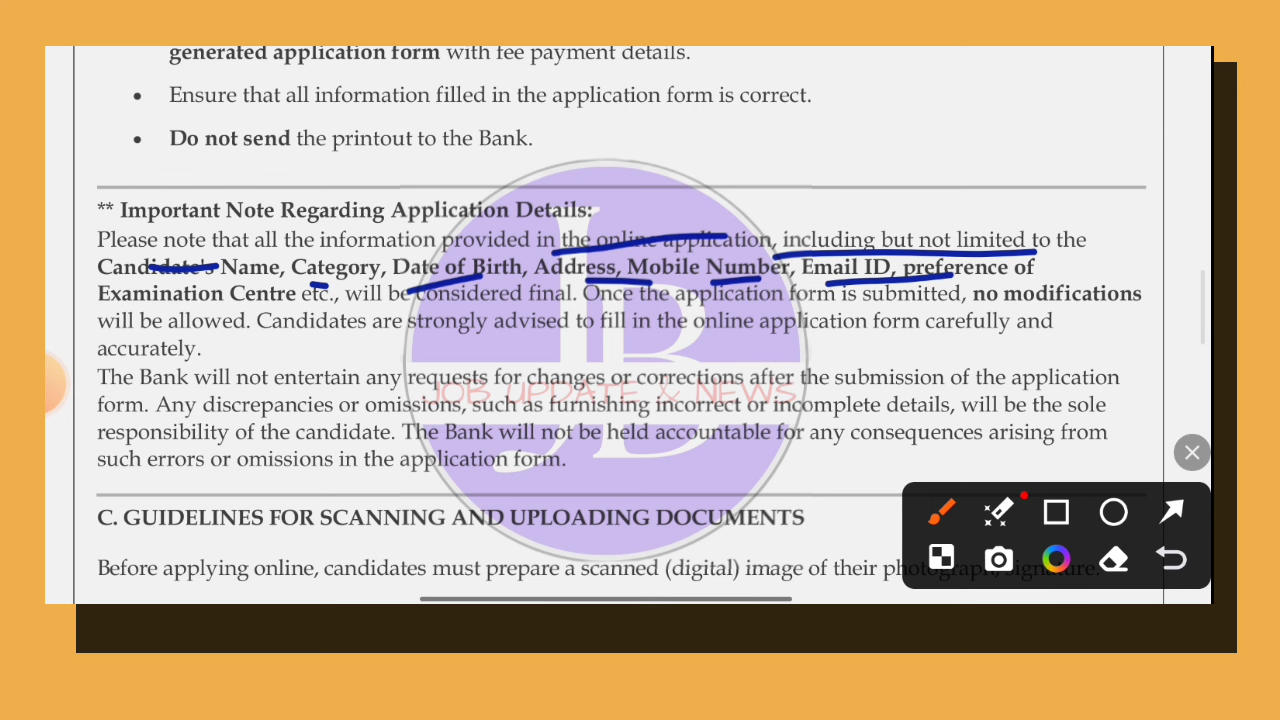 generated application form with fee payment details.
• Ensure that all information filled in the application form is correct.
• Do not send the printout to the Bank.
** Important Note Regarding Application Details:
Please note that all the information provided in the online application, including but not limited to the
Candidate's Name, Category, Date of Birth, Address, Mobile Number, Email ID, preference of
Examination Centre etc., will be considered final. Once the application form is submitted, no modifications
will be allowed. Candidates are strongly advised to fill in the online application form carefully and
accurately.
The Bank will not entertain any requests for changes or corrections after the submission of the application
form. Any discrepancies or omissions, such as furnishing incorrect or incomplete details, will be the sole
responsibility of the candidate. The Bank will not be held accountable for any consequences arising from
such errors or omissions in the application form.
JB
JOB UPDATE & NEWS
C. GUIDELINES FOR SCANNING AND UPLOADING DOCUMENTS
Before applying online, candidates must prepare a scanned (digital) image of their photograph, signature.